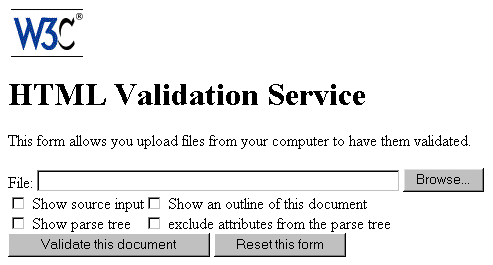 W3C®
HTML Validation Service
This form allows you upload files from your computer to have them validated.
File: Browse...
Show source input Show an outline of this document
Show parse tree exclude attributes from the parse tree
Validate this document Reset this form